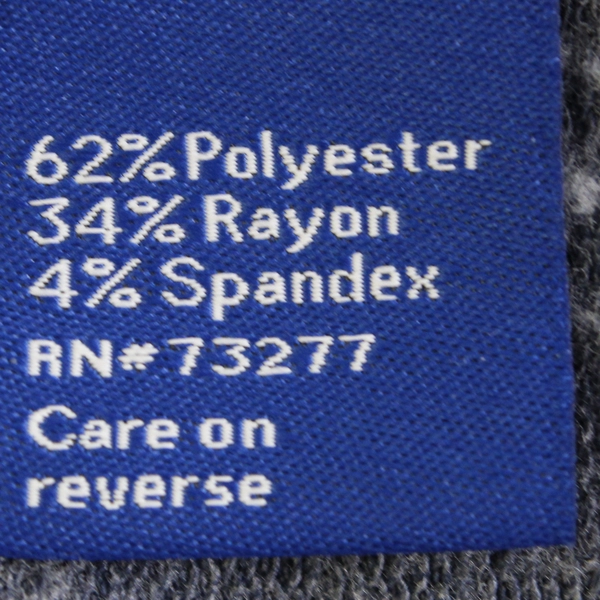 62% Polyester
34% Rayon
4% Spandex
RN# 73277
Care on
reverse